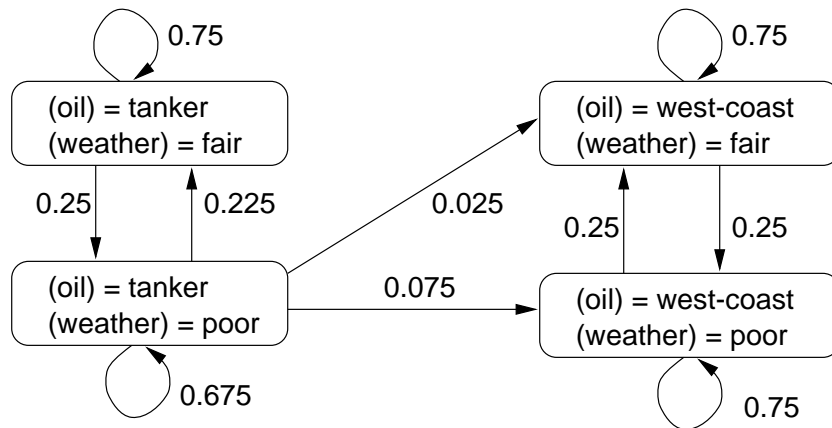 0.75
0.75
(oil) = tanker
(weather) = fair
(oil) = west-coast
(weather) = fair
0.25
0.225
0.025
0.25
0.25
0.075
(oil) = tanker
(weather) = poor
(oil) = west-coast
(weather) = poor
0.675
0.75